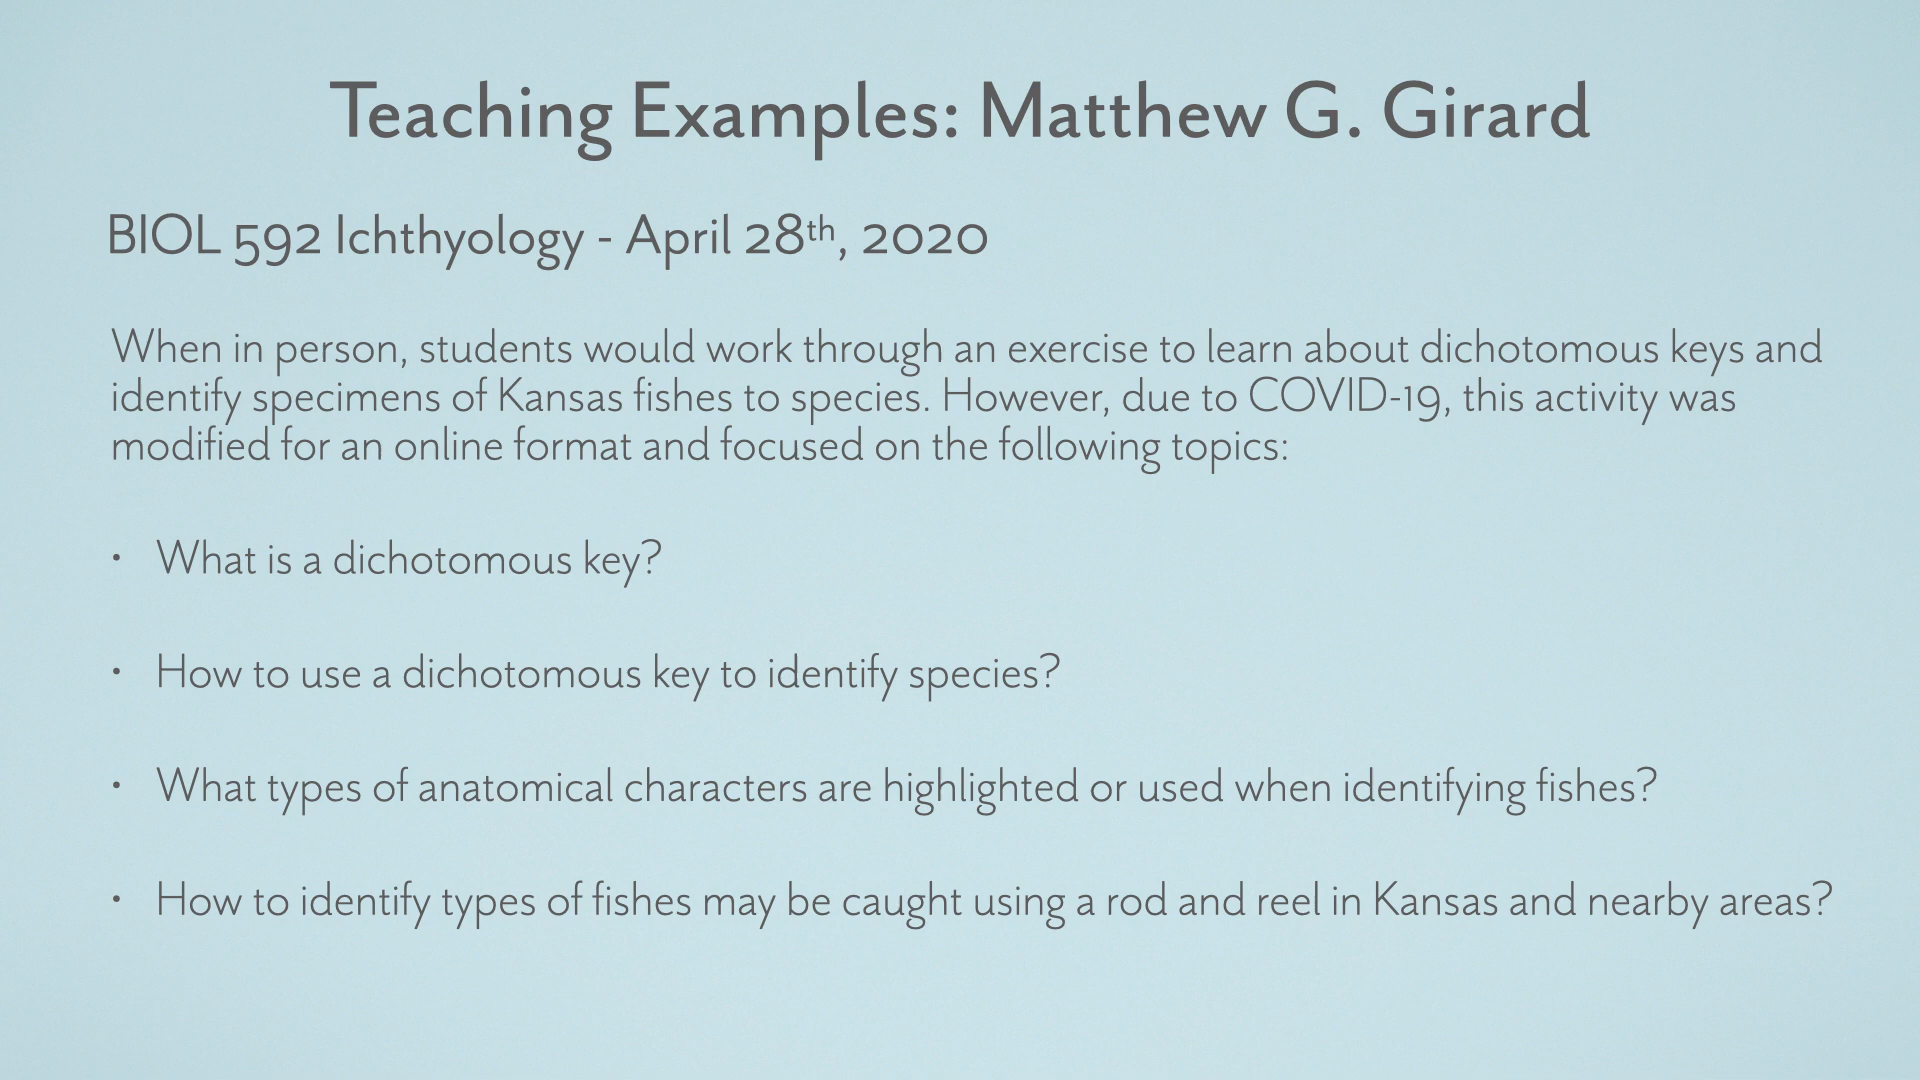 Teaching Examples: Matthew G. Girard
BIOL 592 Ichthyology - April 28th, 2020
When in person, students would work through an exercise to learn about dichotomous keys and
identify specimens of Kansas fishes to species. However, due to COVID-19, this activity was
modified for an online format and focused on the following topics:
• What is a dichotomous key?
• How to use a dichotomous key to identify species?
• What types of anatomical characters are highlighted or used when identifying fishes?
• How to identify types of fishes may be caught using a rod and reel in Kansas and nearby areas?